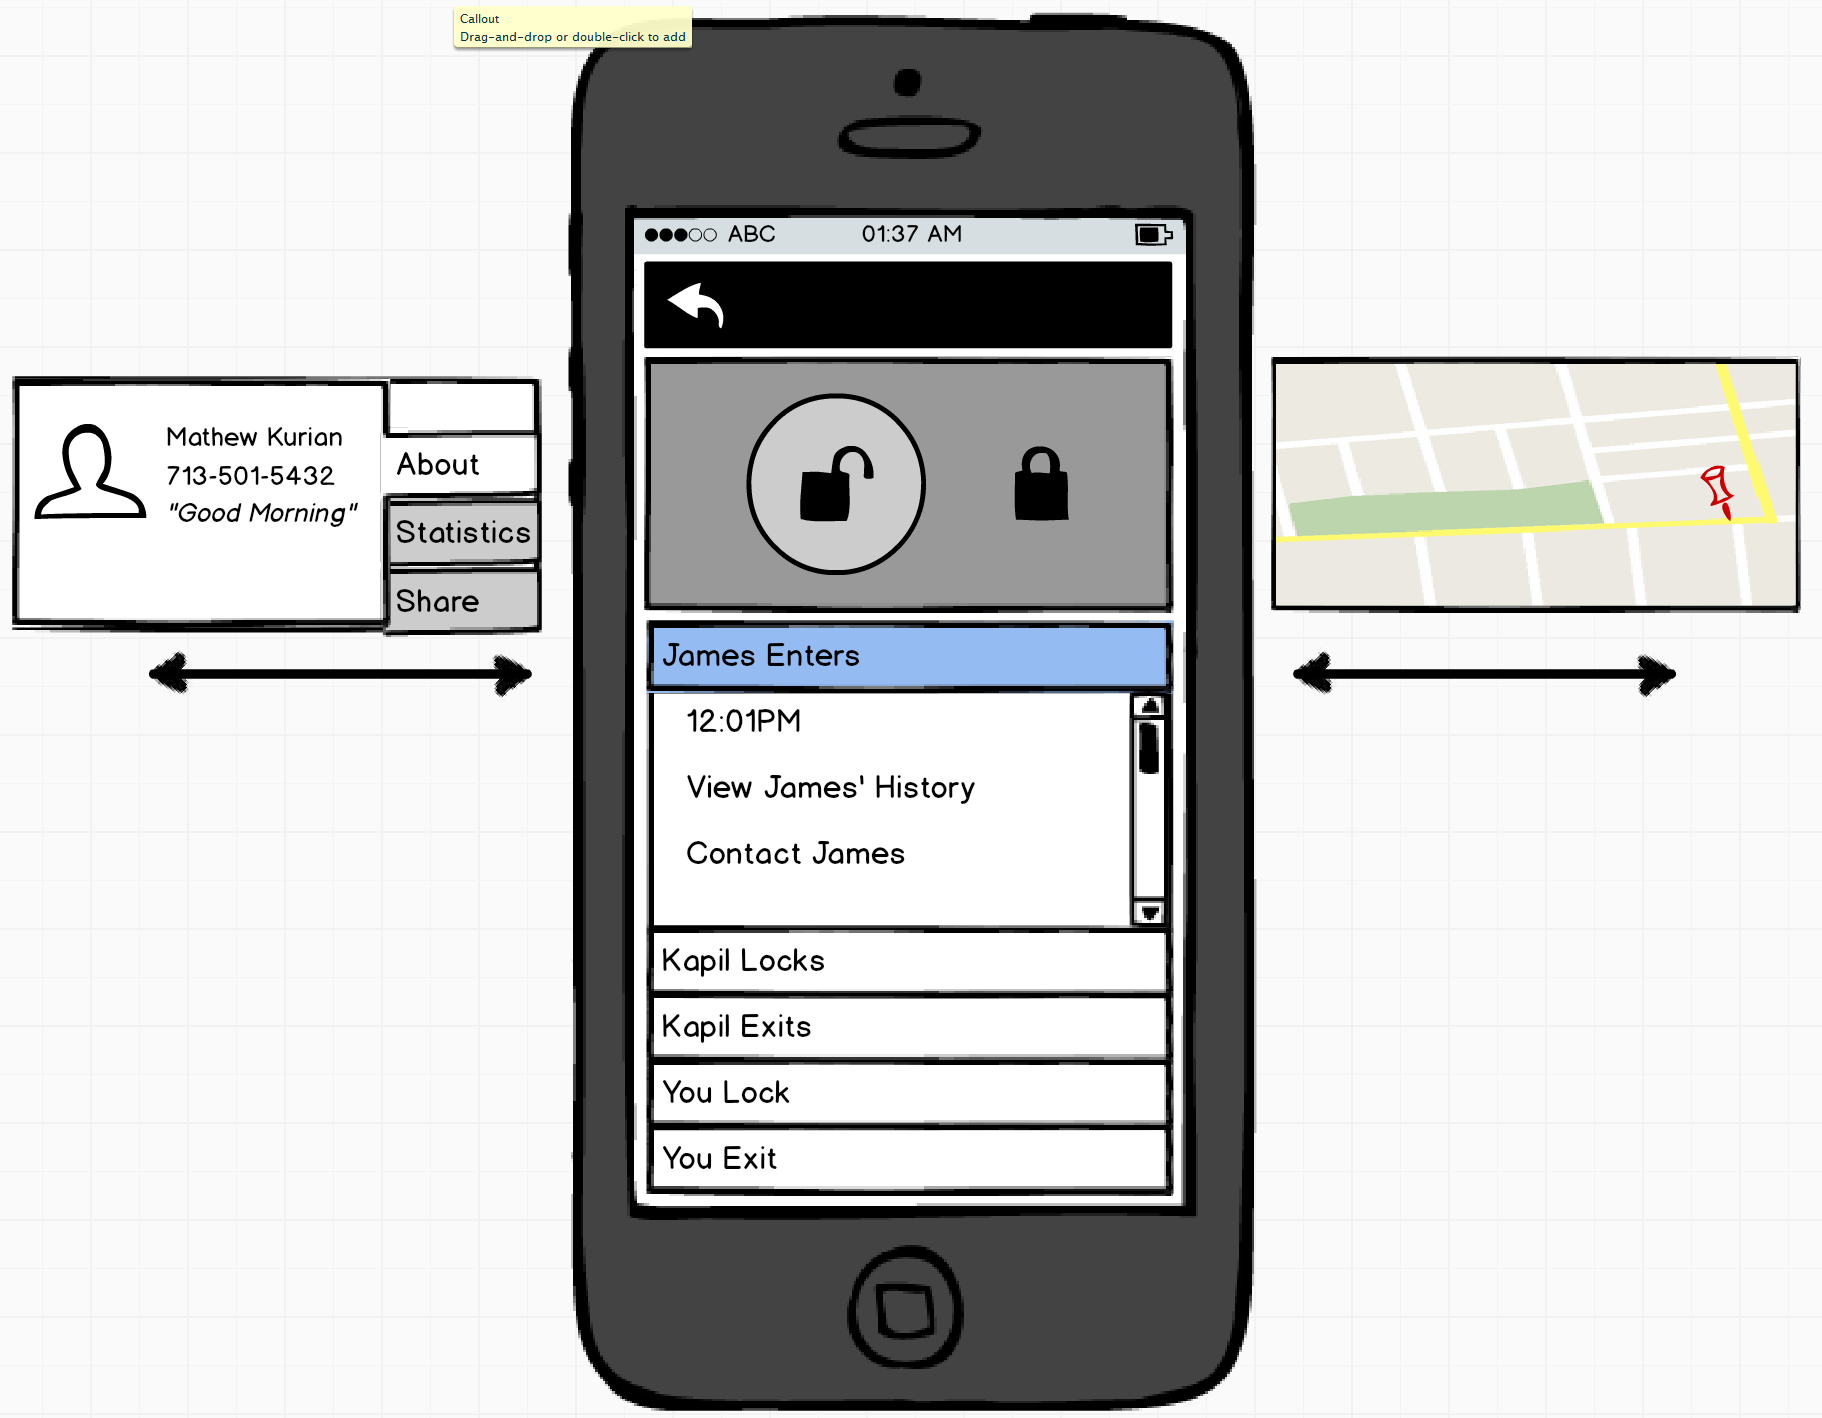 Callout
Drag-and-drop or double-click to add
ABC 01:37 AM
Mathew Kurian
713-501-5432
"Good Morning"
About
Statistics
Share
James Enters
12:01PM
View James' History
Contact James
Kapil Locks
Kapil Exits
You Lock
You Exit